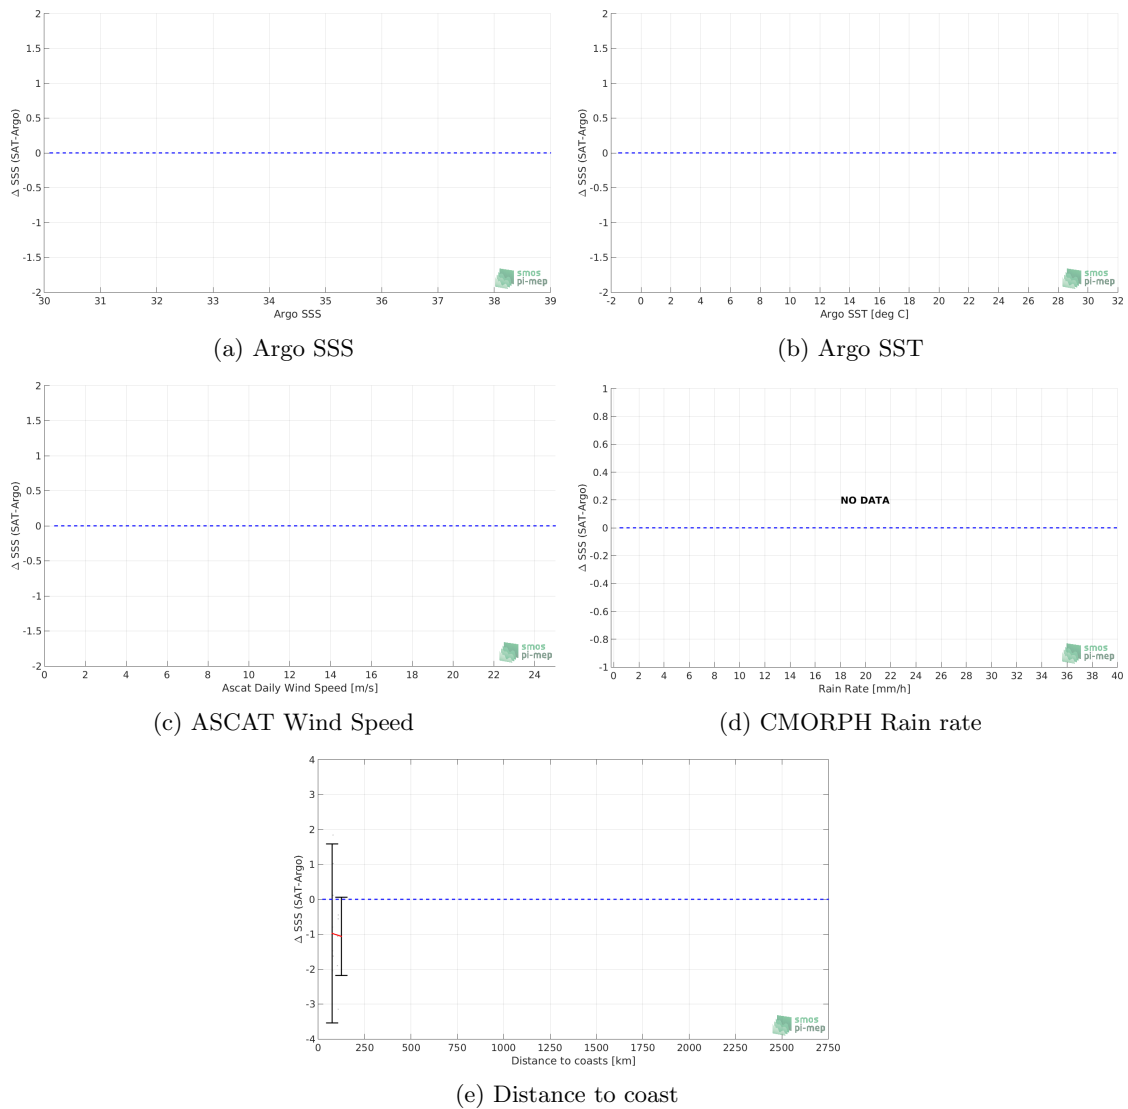 2
1.5
1
0.5
0
-0.5
-1
-1.5
-2
Δ SSS (SAT-Argo)
30 31 32 33 34 35 36 37 38 39
Argo SSS
smos
pi-mep
(a) Argo SSS
2
1.5
1
0.5
0
-0.5
-1
-1.5
-2
Δ SSS (SAT-Argo)
-2 0 2 4 6 8 10 12 14 16 18 20 22 24 26 28 30 32
Argo SST [deg C]
smos
pi-mep
(b) Argo SST
2
1.5
1
0.5
0
-0.5
-1
-1.5
-2
Δ SSS (SAT-Argo)
0 2 4 6 8 10 12 14 16 18 20 22 24
Ascat Daily Wind Speed [m/s]
smos
pi-mep
(c) ASCAT Wind Speed
1
0.8
0.6
0.4
0.2
0
-0.2
-0.4
-0.6
-0.8
-1
Δ SSS (SAT-Argo)
NO DATA
0 2 4 6 8 10 12 14 16 18 20 22 24 26 28 30 32 34 36 38 40
Rain Rate [mm/h]
smos
pi-mep
(d) CMORPH Rain rate
4
3
2
1
0
-1
-2
-3
-4
Δ SSS (SAT-Argo)
0 250 500 750 1000 1250 1500 1750 2000 2250 2500 2750
Distance to coasts [km]
smos
pi-mep
(e) Distance to coast